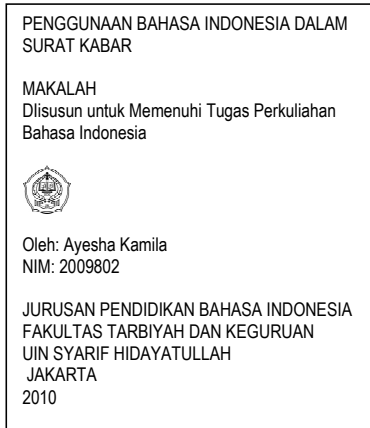 PENGGUNAAN BAHASA INDONESIA DALAM
SURAT KABAR
MAKALAH
DIisusun untuk Memenuhi Tugas Perkuliahan
Bahasa Indonesia
Oleh: Ayesha Kamila
NIM: 2009802
JURUSAN PENDIDIKAN BAHASA INDONESIA
FAKULTAS TARBIYAH DAN KEGURUAN
UIN SYARIF HIDAYATULLAH
JAKARTA
2010